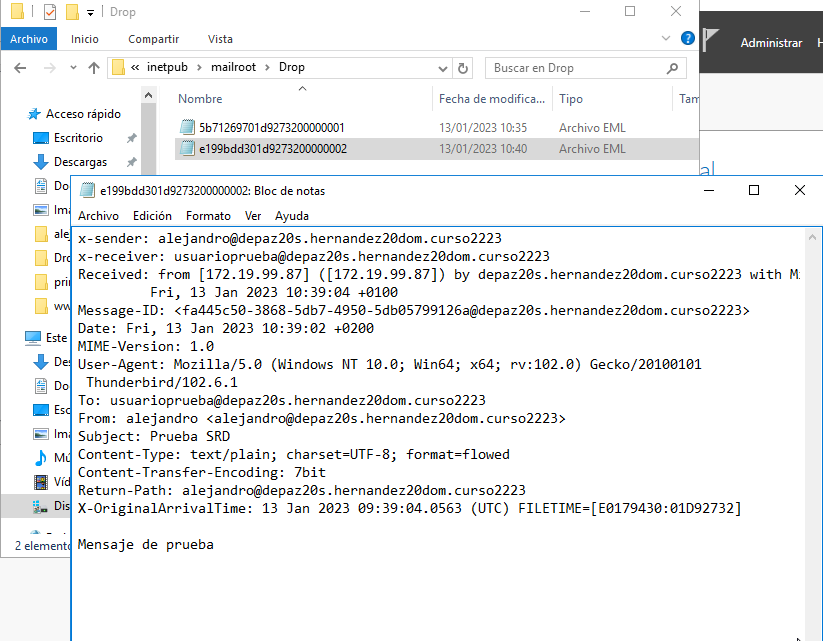 Drop
Archivo Inicio Compartir Vista
Administrar
« inetpub > mailroot > Drop
Buscar en Drop
Nombre Fecha de modifica... Tipo Tam
Acceso rápido
Escritorio
Descargas
5b71269701d9273200000001 13/01/2023 10:35 Archivo EML
e199bdd301d9273200000002 13/01/2023 10:40 Archivo EML
Do
Ima
ale
Dro
prin
ww
Este
Des
Do
Esc
Ima
Mú
Víd
Dis
2 elemento
e199bdd301d9273200000002: Bloc de notas
Archivo Edición Formato Ver Ayuda
x-sender: alejandro@depaz20s.hernandez20dom.curso2223
x-receiver: usuarioprueba@depaz20s.hernandez20dom.curso2223
Received: from [172.19.99.87] ([172.19.99.87]) by depaz20s.hernandez20dom.curso2223 with Mi
Fri, 13 Jan 2023 10:39:04 +0100
Message-ID: <fa445c50-3868-5db7-4950-5db05799126a@depaz20s.hernandez20dom.curso2223>
Date: Fri, 13 Jan 2023 10:39:02 +0200
MIME-Version: 1.0
User-Agent: Mozilla/5.0 (Windows NT 10.0; Win64; x64; rv:102.0) Gecko/20100101
Thunderbird/102.6.1
To: usuarioprueba@depaz20s.hernandez20dom.curso2223
From: alejandro <alejandro@depaz20s.hernandez20dom.curso2223>
Subject: Prueba SRD
Content-Type: text/plain; charset=UTF-8; format=flowed
Content-Transfer-Encoding: 7bit
Return-Path: alejandro@depaz20s.hernandez20dom.curso2223
X-OriginalArrivalTime: 13 Jan 2023 09:39:04.0563 (UTC) FILETIME=[E0179430:01D92732]
Mensaje de prueba